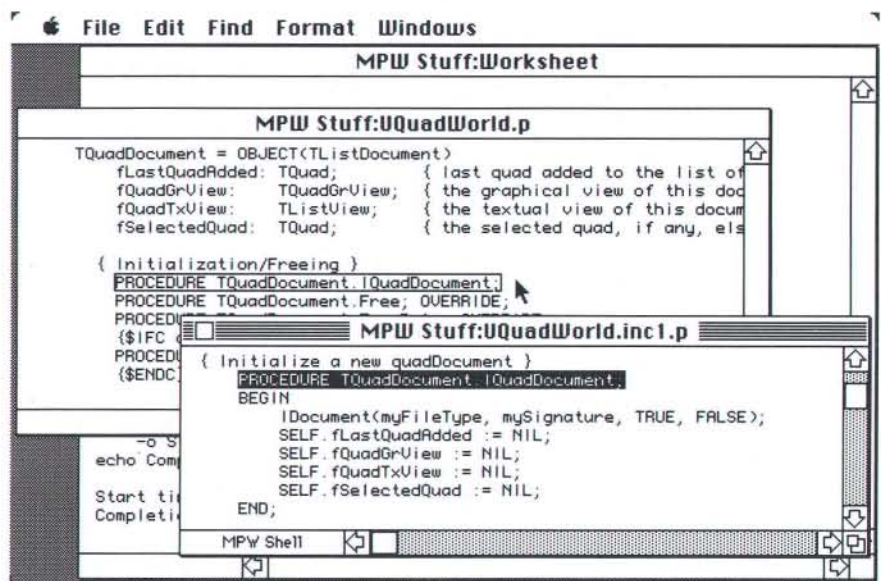 File Edit Find Format Windows
MPW Stuff:Worksheet
MPW Stuff:UQuadWorld.p
TQuadDocument = OBJECT(TListDocument)
fLastQuadAdded: TQuad; { last quad added to the list of
fQuadGrView: TQuadGrView; { the graphical view of this doc
fQuadTxView: TListView; { the textual view of this docum
fSelectedQuad: TQuad; { the selected quad, if any, els
{ Initialization/Freeing }
PROCEDURE TQuadDocument.IQuadDocument;
PROCEDURE TQuadDocument.Free; OVERRIDE;
{$IFC
PROCEDU
{$ENDC}
MPW Stuff:UQuadWorld.inc1.p
{ Initialize a new quadDocument }
PROCEDURE TQuadDocument.IQuadDocument;
BEGIN
IDocument(myFileType, mySignature, TRUE, FALSE);
SELF.fLastQuadAdded := NIL;
SELF.fQuadGrView := NIL;
SELF.fQuadTxView := NIL;
SELF.fSelectedQuad := NIL;
END;
MPW Shell
-o S
echo Comp
Start ti
Completi